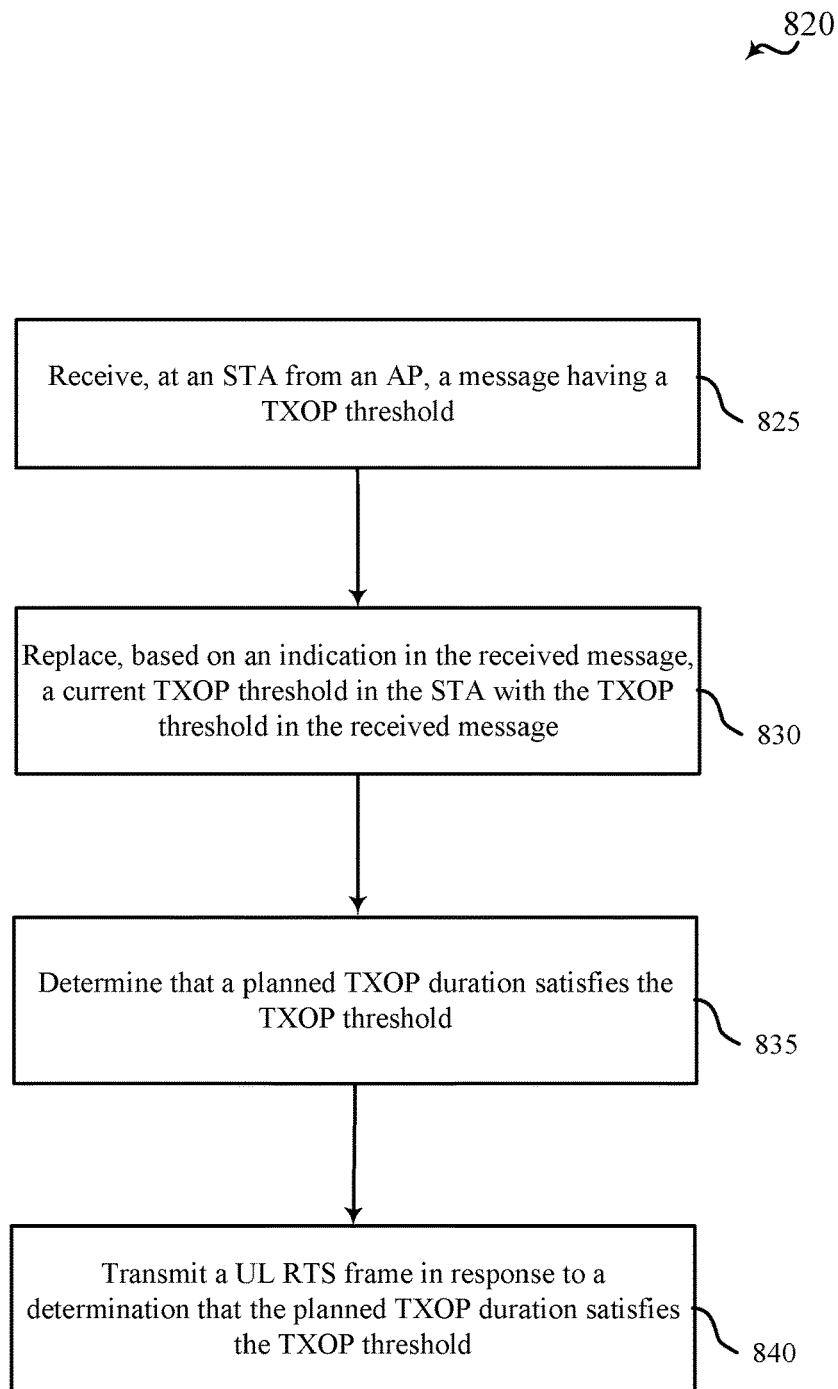 820
Receive, at an STA from an AP, a message having a
TXOP threshold
825
Replace, based on an indication in the received message,
a current TXOP threshold in the STA with the TXOP
threshold in the received message
830
Determine that a planned TXOP duration satisfies the
TXOP threshold
835
Transmit a UL RTS frame in response to a
determination that the planned TXOP duration satisfies
the TXOP threshold
840